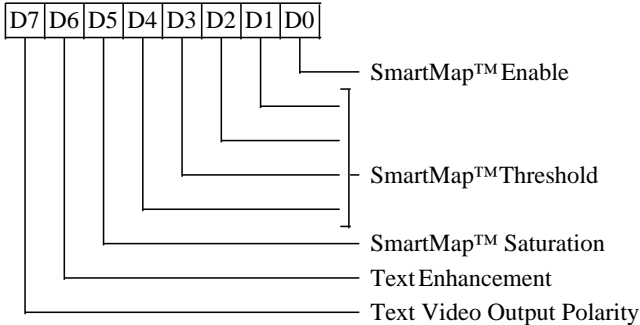 D7 D6 D5 D4 D3 D2 D1 D0
SmartMap™ Enable
SmartMap™ Threshold
SmartMap™ Saturation
Text Enhancement
Text Video Output Polarity